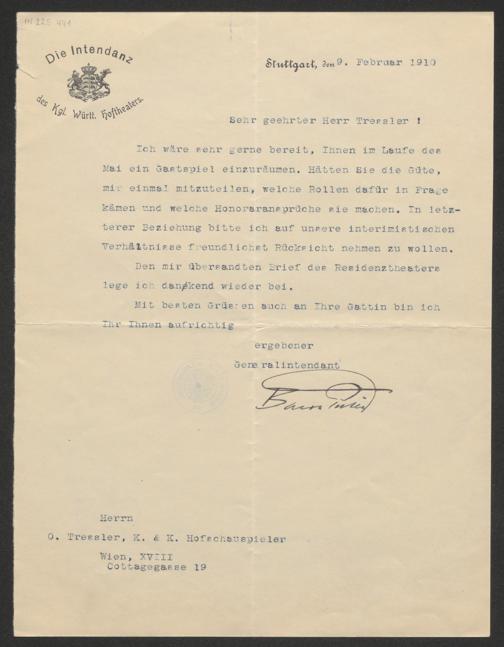 IN 225 441
Die Intendanz
des Kgl. Württ. Hoftheaters.
Stuttgart, den 9. Februar 1910
Sehr geehrter Herr Tressler !
Ich wäre sehr gerne bereit, Ihnen im Laufe des
Mai ein Gastspiel einzuräumen. Hätten Sie die Güte,
mir einmal mitzuteilen, welche Rollen dafür in Frage
kämen und welche Honoraransprüche sie machen. In letz-
terer Beziehung bitte ich auf unsere interimistischen
Verhältnisse freundlichst Rücksicht nehmen zu wollen.
Den mir übersandten Brief des Residenztheaters
lege ich dankend wieder bei.
Mit besten Grüssen auch an Ihre Gattin bin ich
Ihr Ihnen aufrichtig
ergebener
Generalintendant
Baron Putlitz
Herrn
O. Tressler, K. & K. Hofschauspieler
Wien, XVIII
Cottagegasse 19